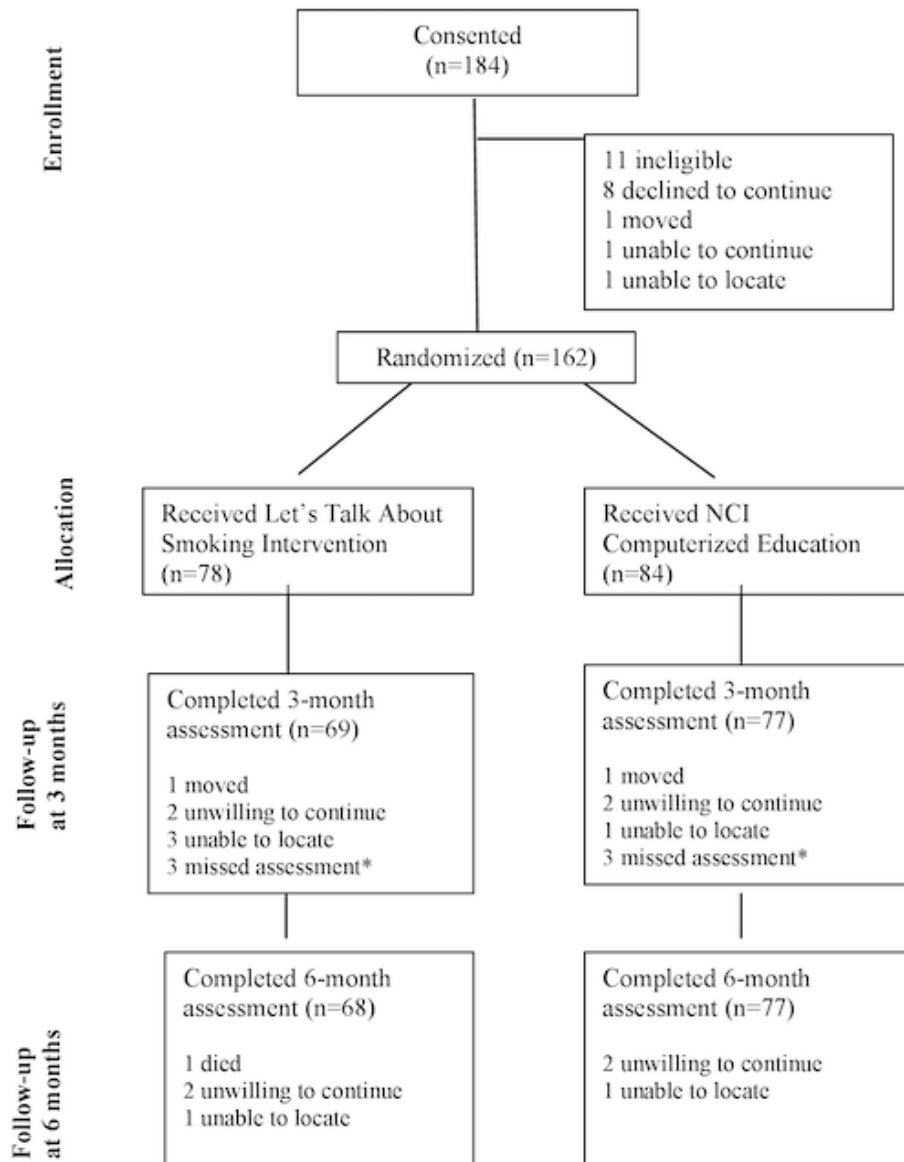 Enrollment
Consented
(n=184)
11 ineligible
8 declined to continue
1 moved
1 unable to continue
1 unable to locate
Randomized (n=162)
Allocation
Received Let's Talk About
Smoking Intervention
(n=78)
Received NCI
Computerized Education
(n=84)
Follow-up
at 3 months
Completed 3-month
assessment (n=69)
1 moved
2 unwilling to continue
3 unable to locate
3 missed assessment*
Completed 3-month
assessment (n=77)
1 moved
2 unwilling to continue
1 unable to locate
3 missed assessment*
Follow-up
at 6 months
Completed 6-month
assessment (n=68)
1 died
2 unwilling to continue
1 unable to locate
Completed 6-month
assessment (n=77)
2 unwilling to continue
1 unable to locate